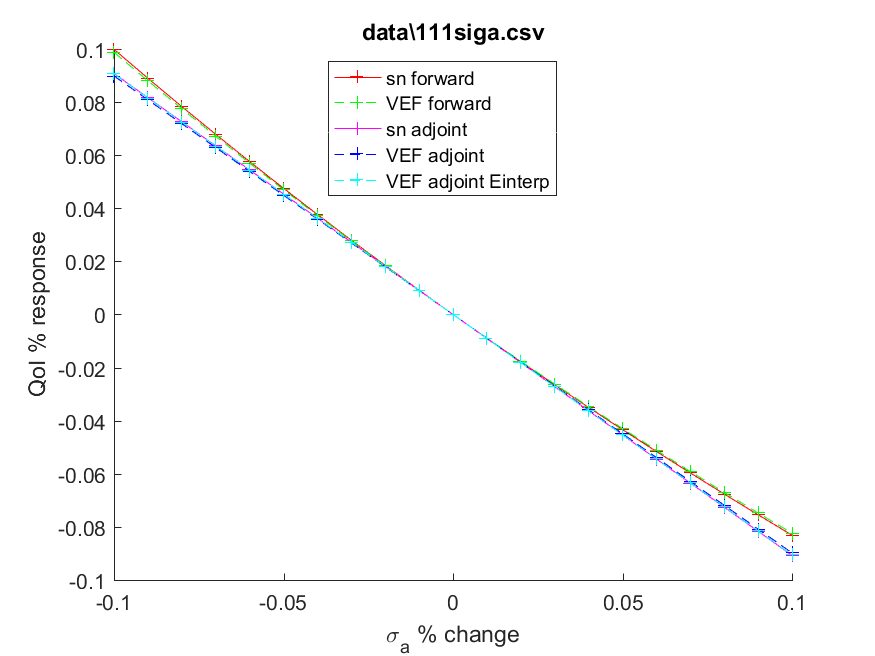 data\111siga.csv
sn forward
VEF forward
sn adjoint
VEF adjoint
VEF adjoint Einterp
0.1
0.08
0.06
0.04
0.02
0
-0.02
-0.04
-0.06
-0.08
-0.1
QoI % response
-0.1
-0.05
0
0.05
0.1
σa % change